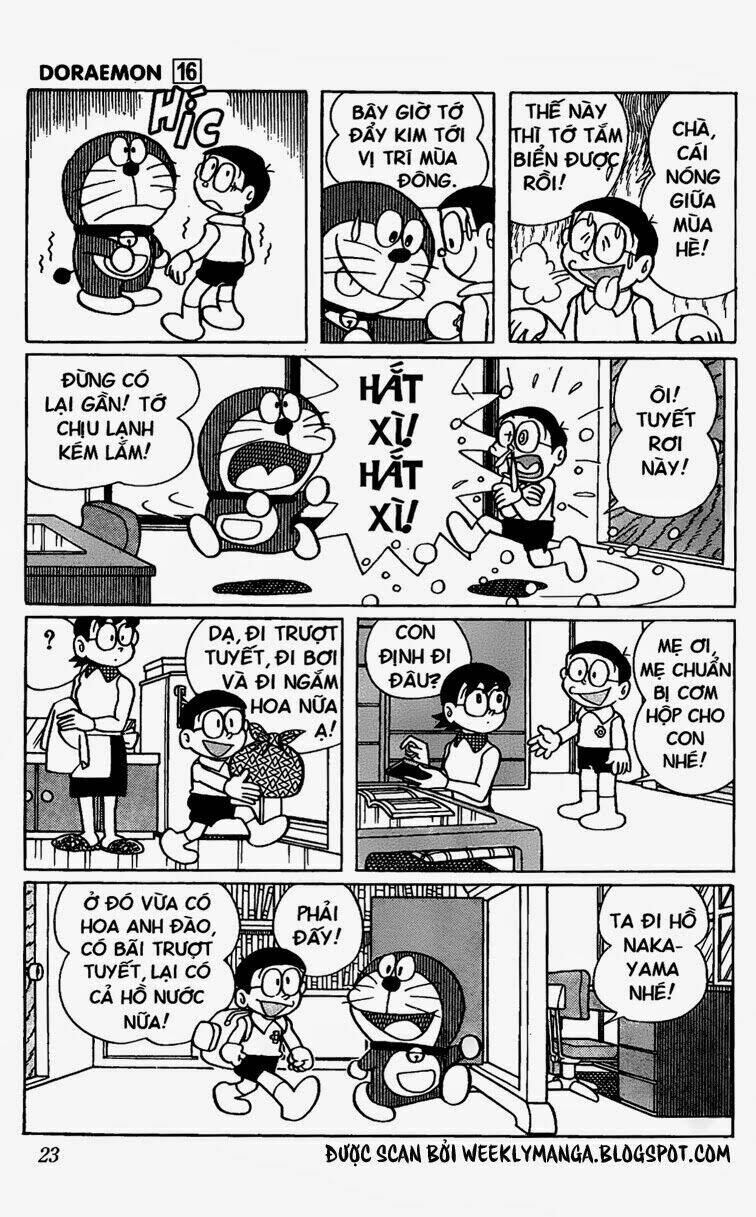 DORAEMON 16
CHÀ,
CÁI
NÓNG
GIỮA
MÙA
HÈ!
THẾ NÀY
THÌ TỚ TẮM
BIỂN ĐƯỢC
RỒI!
BÂY GIỜ TỚ
ĐẨY KIM TỚI
VỊ TRÍ MÙA
ĐÔNG.
HÍC
ÔI!
TUYẾT
RƠI
NÀY!
HẮT
XÌ!
HẮT
XÌ!
ĐỪNG CÓ
LẠI GẦN! TỚ
CHỊU LẠNH
KÉM LẮM!
MẸ ƠI,
MẸ CHUẨN
BỊ CƠM
HỘP CHO
CON
NHÉ!
CON
ĐỊNH ĐI
ĐÂU?
DẠ, ĐI TRƯỢT
TUYẾT, ĐI BƠI
VÀ ĐI NGẮM
HOA NỮA
Ạ!
?
TA ĐI HỒ
NAKA-
YAMA
NHÉ!
PHẢI
ĐẤY!
Ở ĐÓ VỪA CÓ
HOA ANH ĐÀO,
CÓ BÃI TRƯỢT
TUYẾT, LẠI CÓ
CẢ HỒ NƯỚC
NỮA!
23
ĐƯỢC SCAN BỞI WEEKLYMANGA.BLOGSPOT.COM